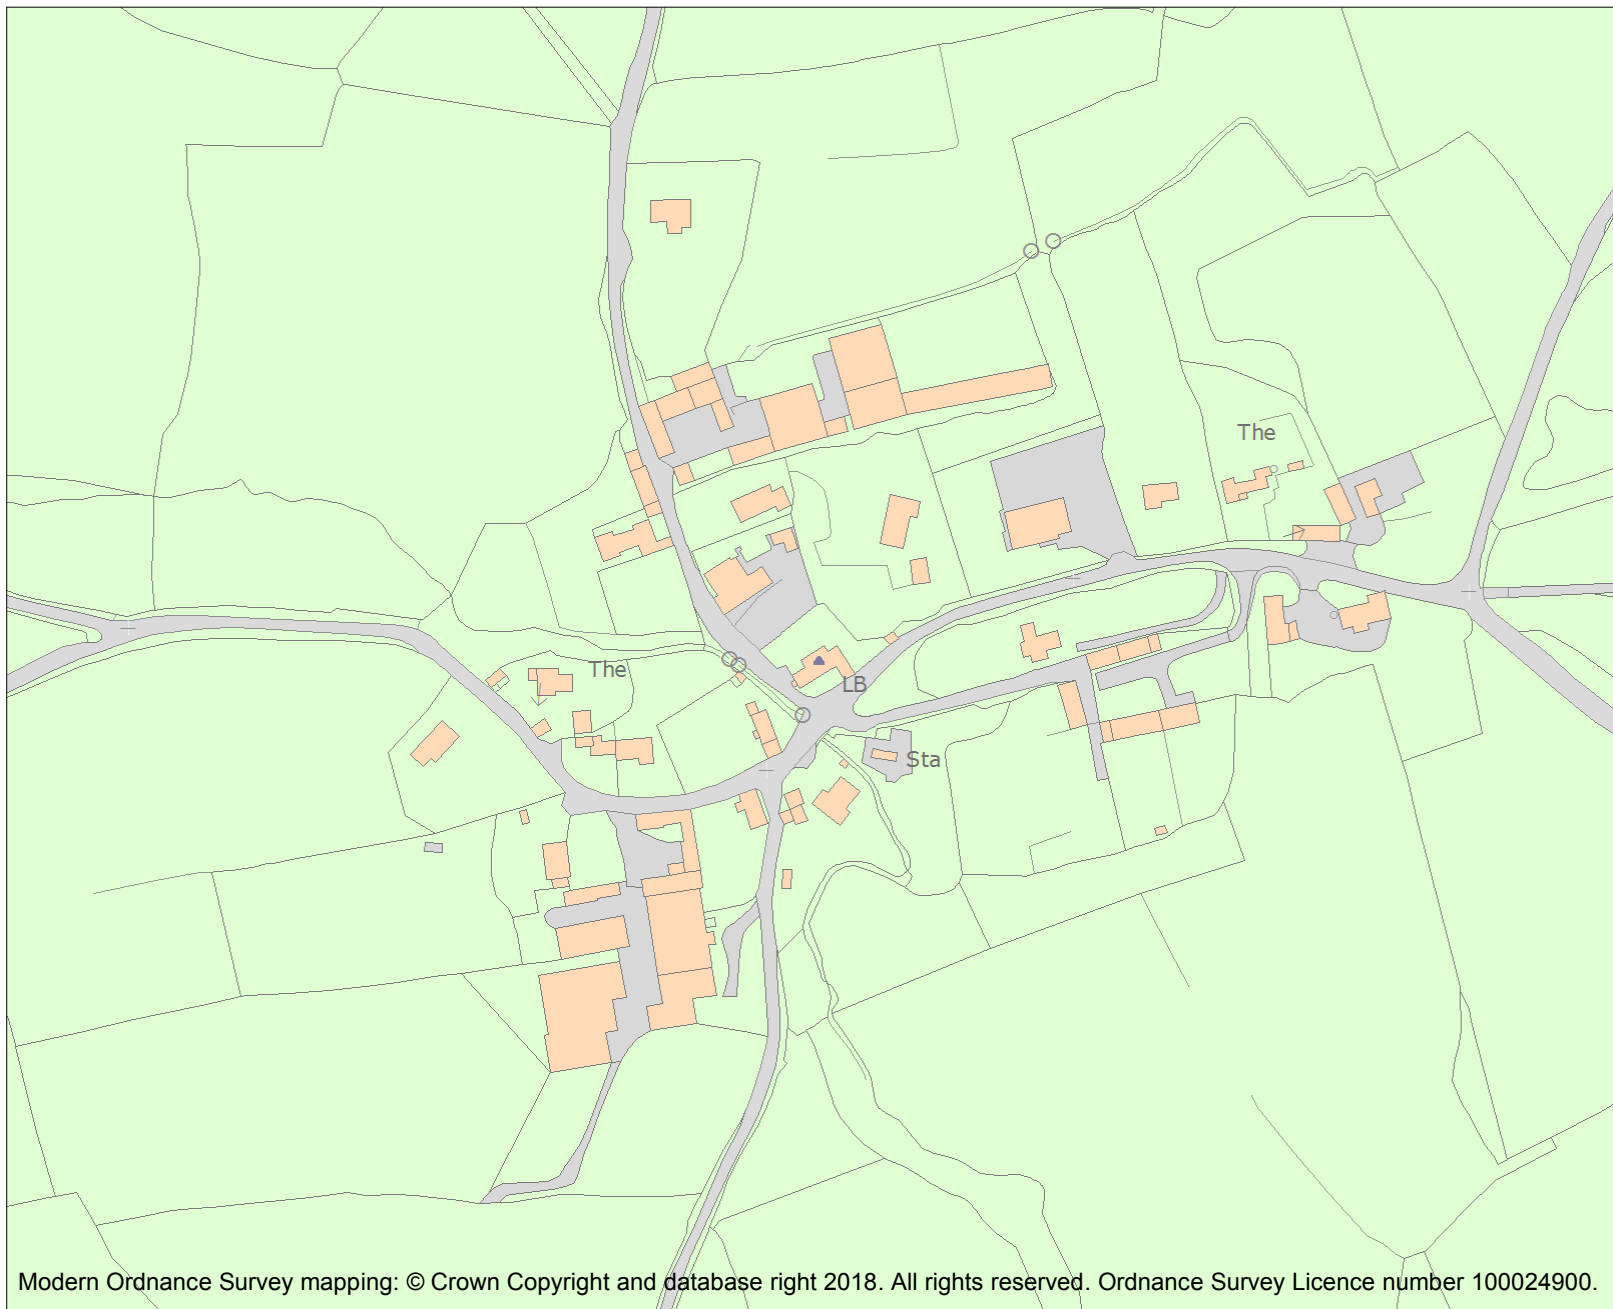 The
The
LB
Sta
Modern Ordnance Survey mapping: © Crown Copyright and database right 2018. All rights reserved. Ordnance Survey Licence number 100024900.